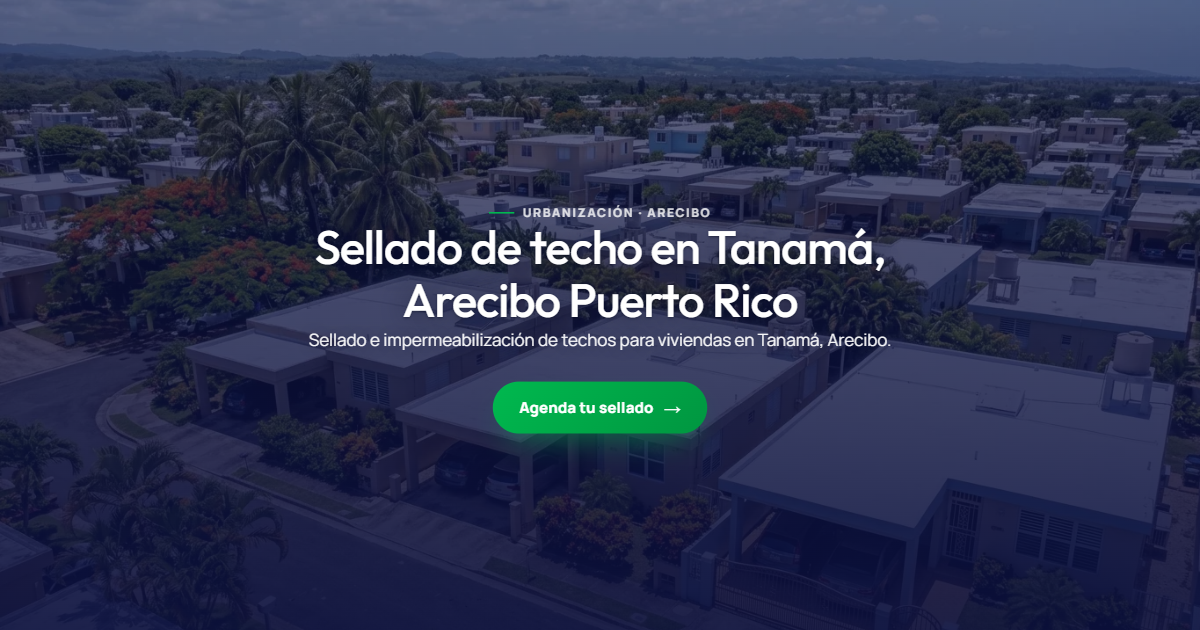 URBANIZACIÓN · ARECIBO
Sellado de techo en Tanamá,
Arecibo Puerto Rico
Sellado e impermeabilización de techos para viviendas en Tanamá, Arecibo.
Agenda tu sellado →